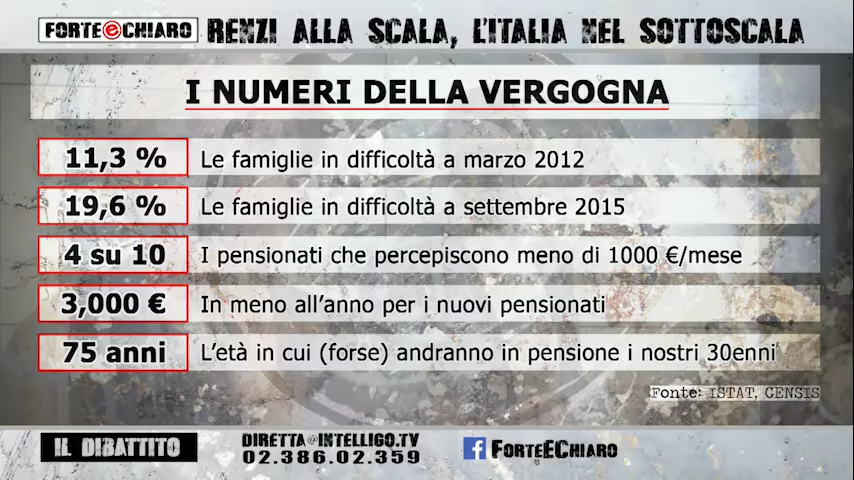 FORTE e CHIARO RENZI ALLA SCALA, L'ITALIA NEL SOTTOSCALA
I NUMERI DELLA VERGOGNA
11,3 % Le famiglie in difficoltà a marzo 2012
19,6 % Le famiglie in difficoltà a settembre 2015
4 su 10 I pensionati che percepiscono meno di 1000 €/mese
3,000 € In meno all'anno per i nuovi pensionati
75 anni L'età in cui (forse) andranno in pensione i nostri 30enni
Fonte: ISTAT, CENSIS
IL DIBATTITO DIRETTA@INTELLIGO.TV f FORTEECHIARO
02.386.02.359